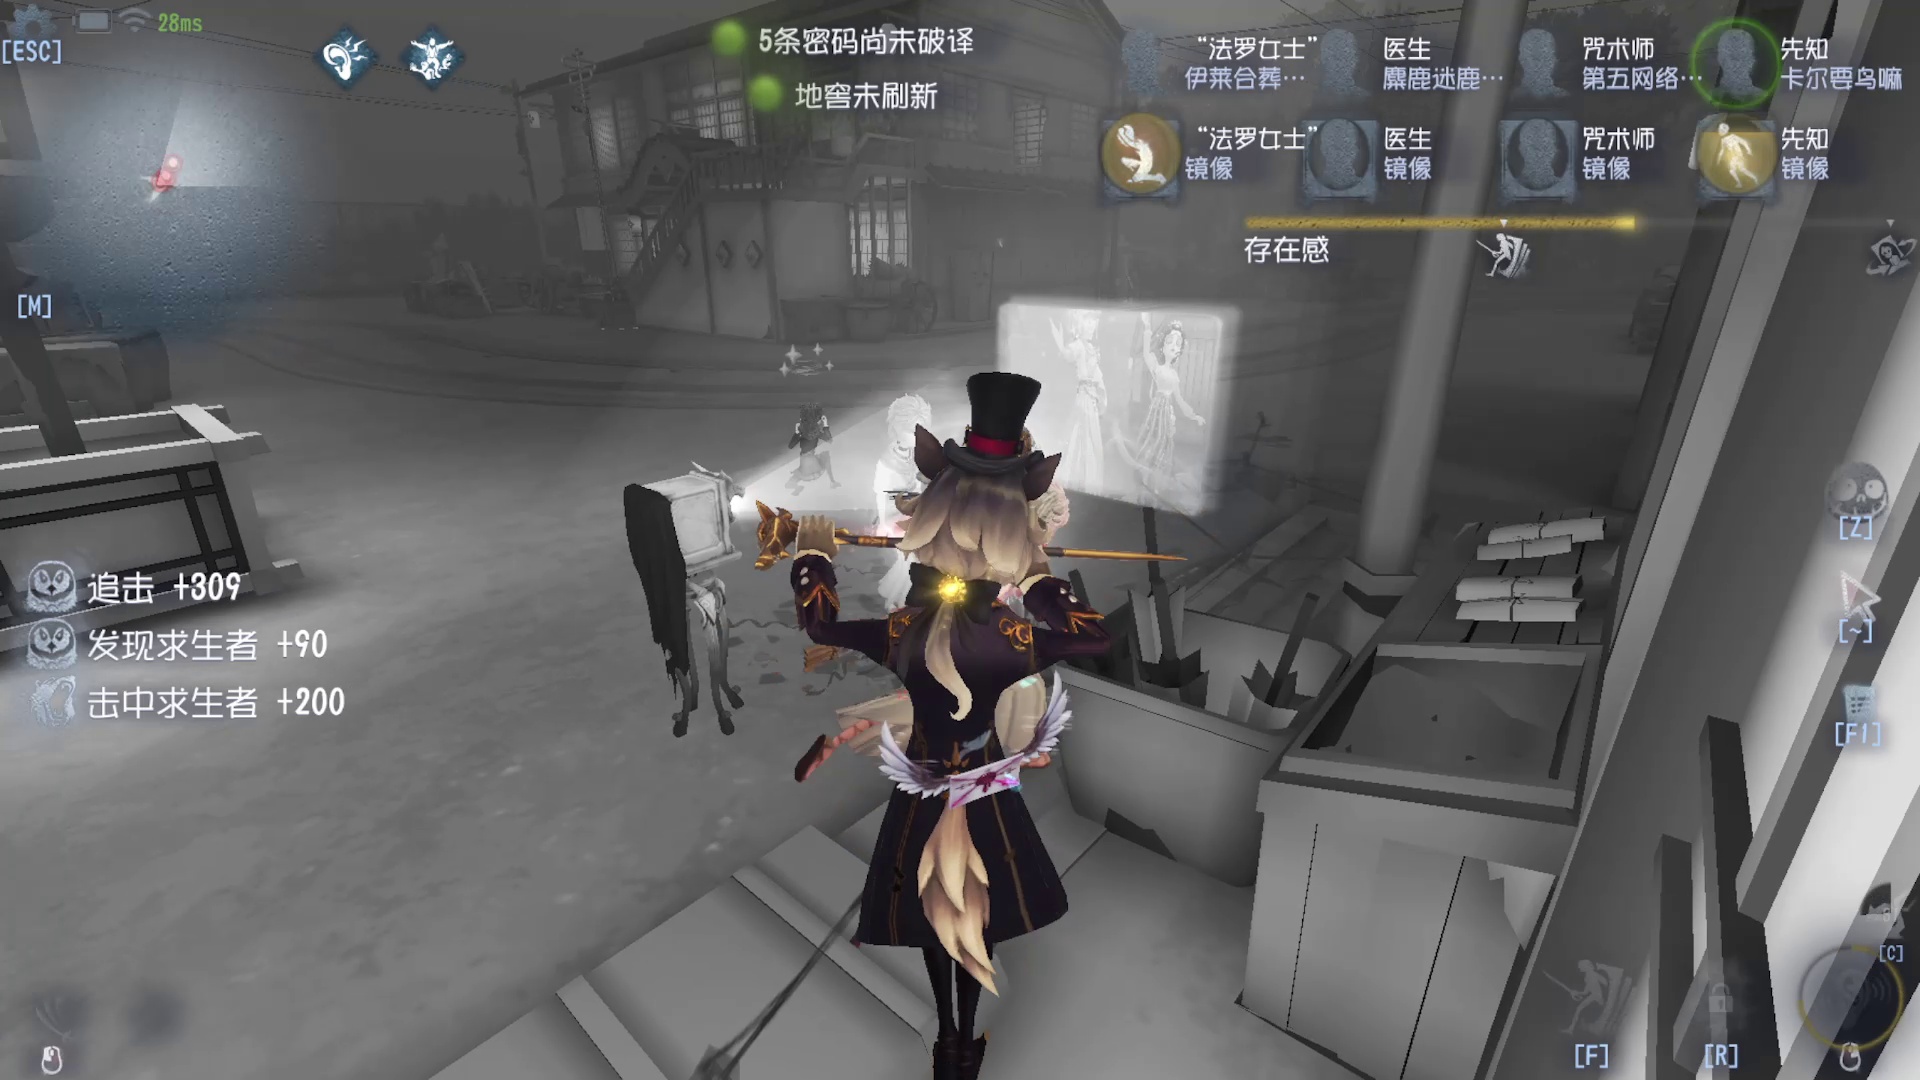 28ms
[ESC]
5条密码尚未破译
地窖未刷新
“法罗女士”
伊莱合葬…
医生
麋鹿迷鹿…
咒术师
第五网络…
先知
卡尔要鸟嘛
“法罗女士”
镜像
医生
镜像
咒术师
镜像
先知
镜像
存在感
[M]
追击 +309
发现求生者 +90
击中求生者 +200
[Z]
[~]
[F1]
[C]
[F]
[R]